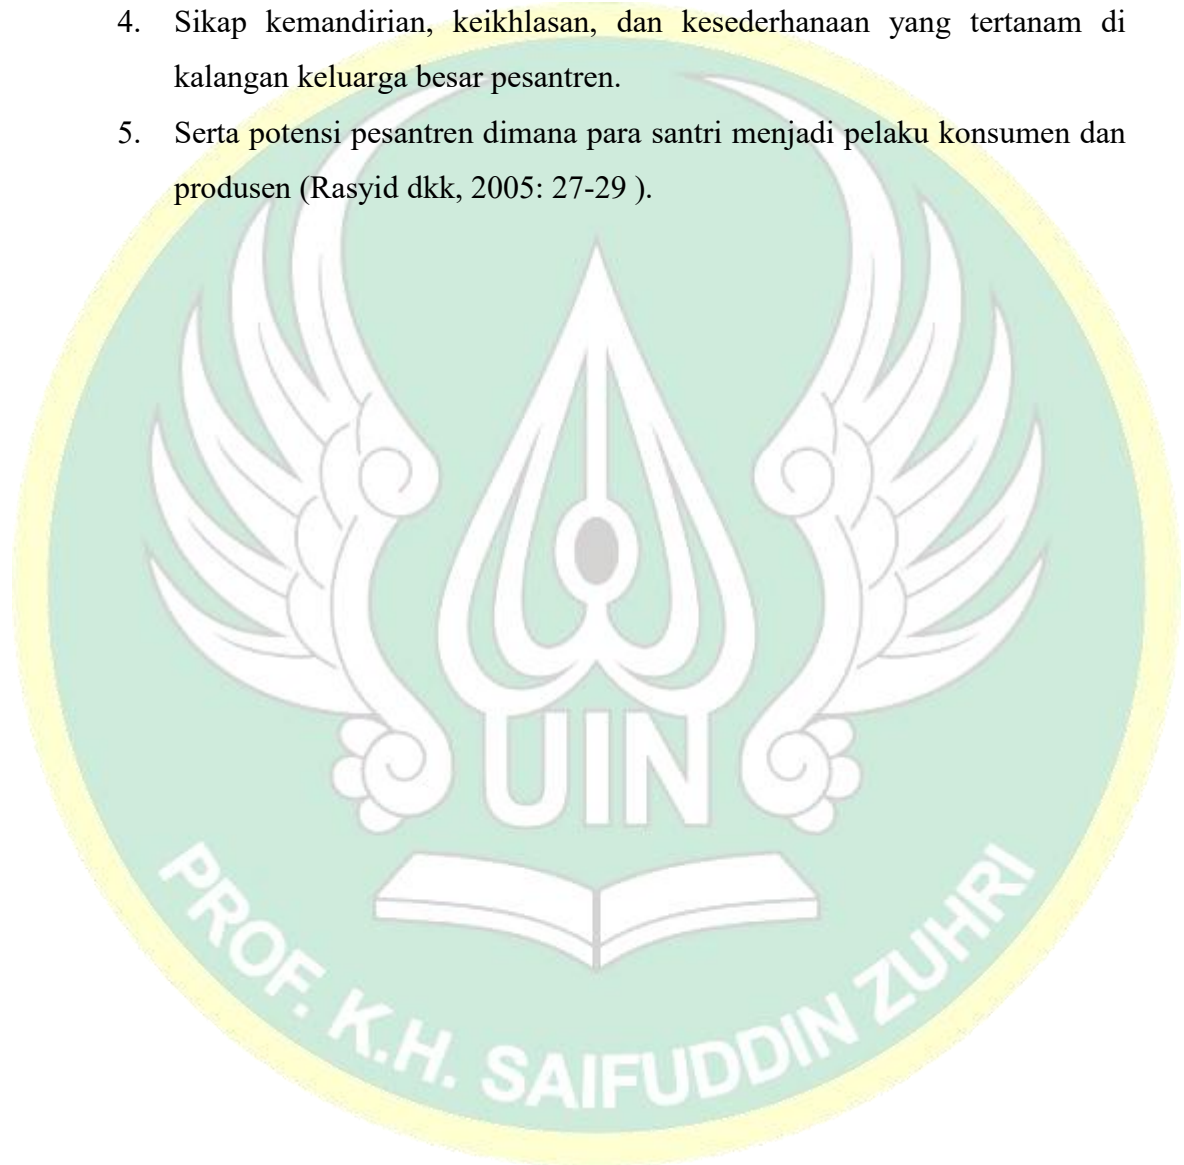 4. Sikap kemandirian, keikhlasan, dan kesederhanaan yang tertanam di
kalangan keluarga besar pesantren.
5. Serta potensi pesantren dimana para santri menjadi pelaku konsumen dan
produsen (Rasyid dkk, 2005: 27-29 ).
UIN
PROF. K.H. SAIFUDDIN ZUHRI